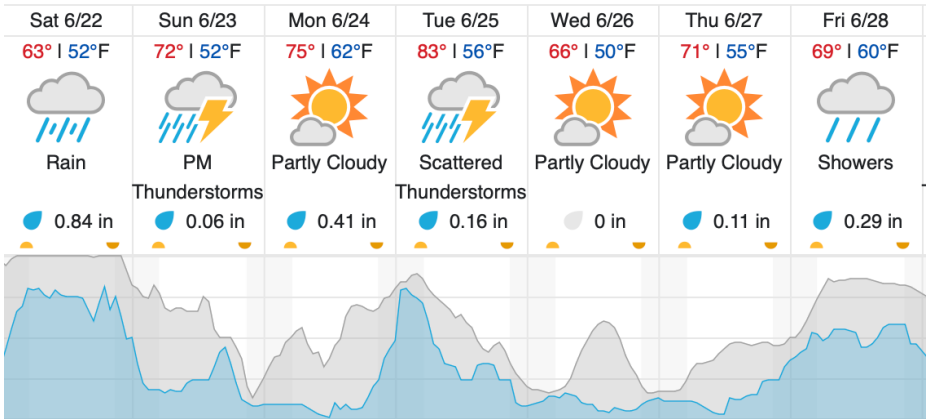 Sat 6/22 Sun 6/23 Mon 6/24 Tue 6/25 Wed 6/26 Thu 6/27 Fri 6/28
63° | 52°F 72° | 52°F 75° | 62°F 83° | 56°F 66° | 50°F 71° | 55°F 69° | 60°F
Rain PM Partly Cloudy Scattered Partly Cloudy Partly Cloudy Showers
Thunderstorms Thunderstorms
0.84 in 0.06 in 0.41 in 0.16 in 0 in 0.11 in 0.29 in